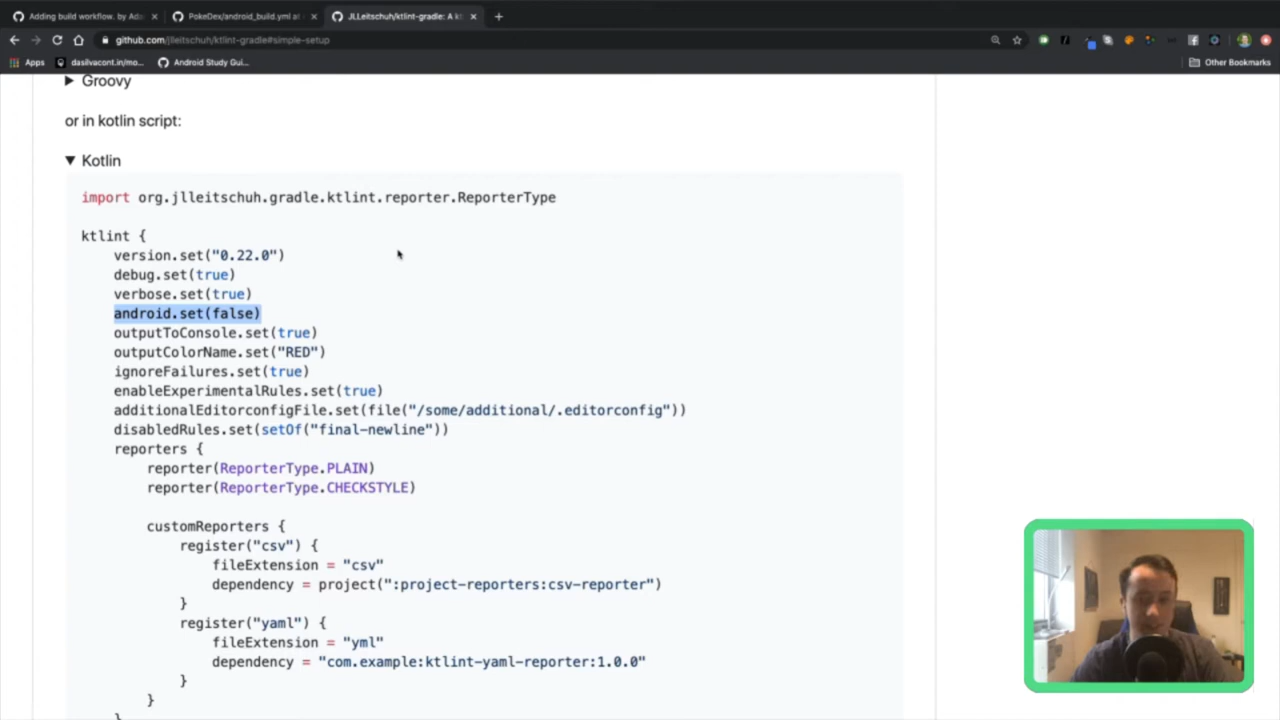 Adding build workflow, by Ada
PokeDex/android_build.yml at
JLLeitschuh/ktlint-gradle: A kt
github.com/jlleitschuh/ktlint-gradle#simple-setup
Apps
dasilvacont.in/mo...
Android Study Gui...
Other Bookmarks
Groovy
or in kotlin script:
Kotlin
import org.jlleitschuh.gradle.ktlint.reporter.ReporterType
ktlint {
version.set("0.22.0")
debug.set(true)
verbose.set(true)
android.set(false)
outputToConsole.set(true)
outputColorName.set("RED")
ignoreFailures.set(true)
enableExperimentalRules.set(true)
additionalEditorconfigFile.set(file("/some/additional/.editorconfig"))
disabledRules.set(setOf("final-newline"))
reporters {
reporter(ReporterType.PLAIN)
reporter(ReporterType.CHECKSTYLE)
customReporters {
register("csv") {
fileExtension = "csv"
dependency = project(":project-reporters:csv-reporter")
}
register("yaml") {
fileExtension = "yml"
dependency = "com.example:ktlint-yaml-reporter:1.0.0"
}
}
}